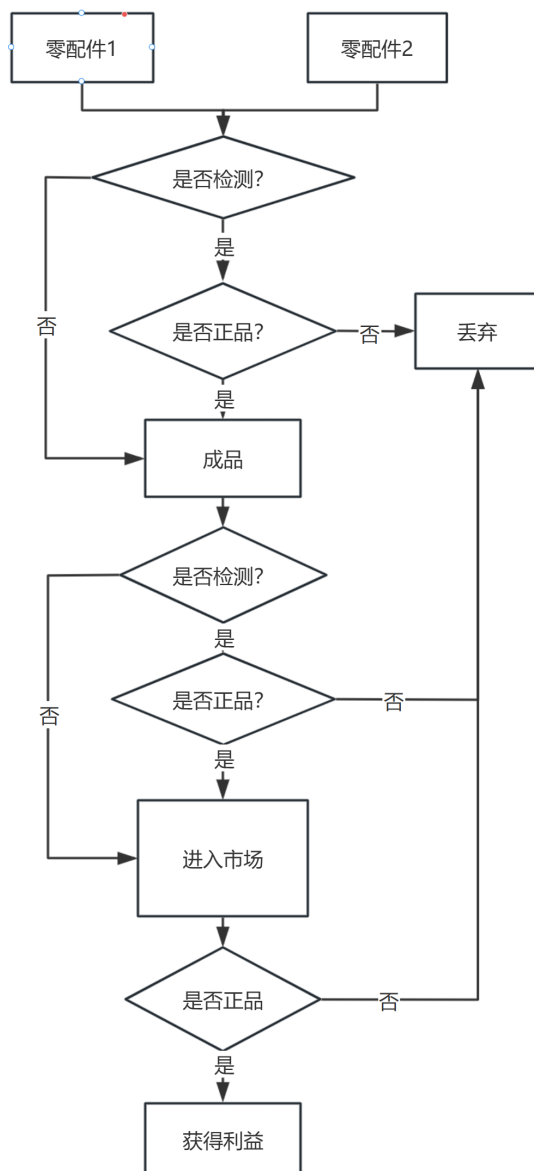 零配件1
零配件2
是否检测?
是
否
是否正品?
否
丢弃
是
成品
是否检测?
是
否
是否正品?
否
是
进入市场
是否正品
否
是
获得利益